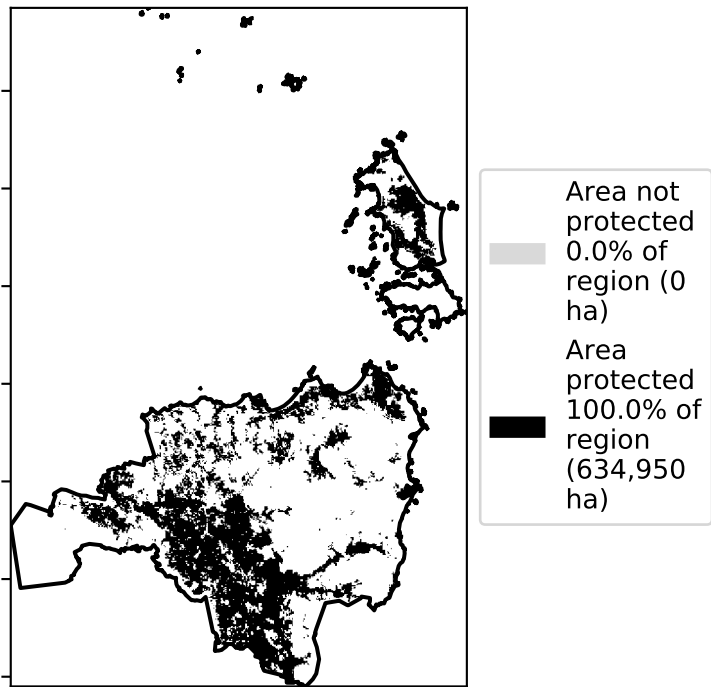 Area not
protected
0.0% of
region (0
ha)
Area
protected
100.0% of
region
(634,950
ha)